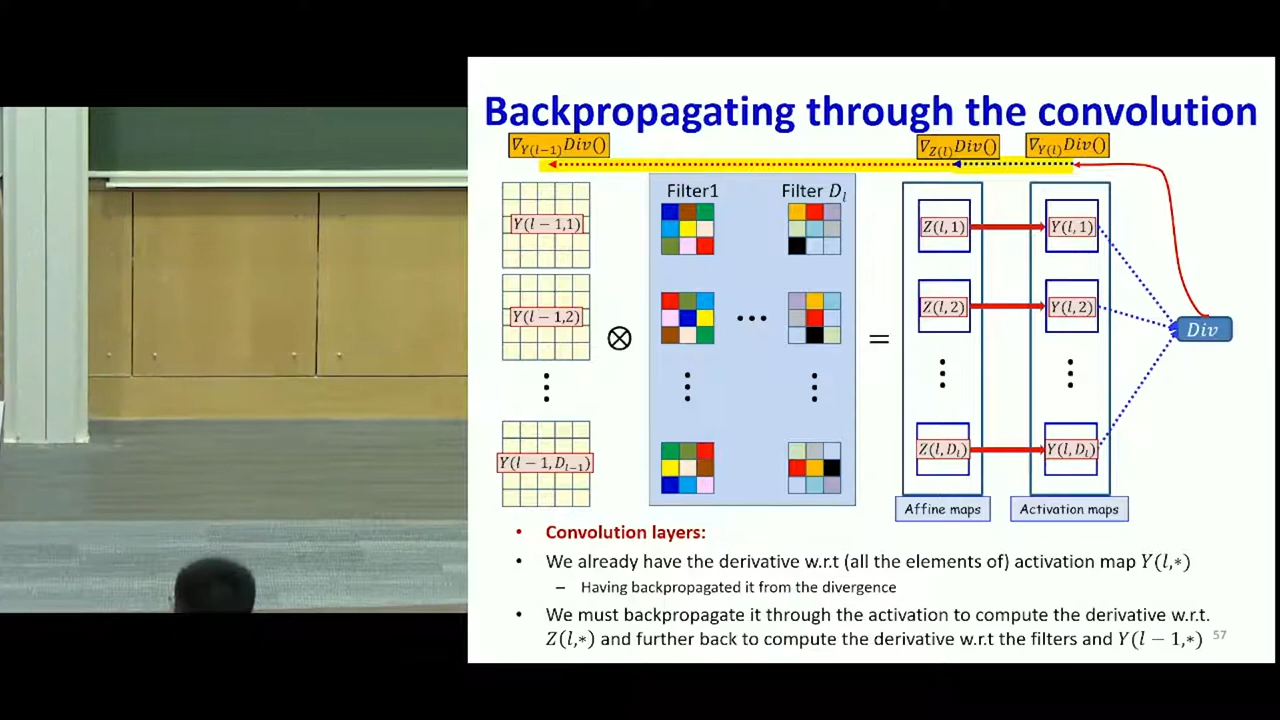 Backpropagating through the convolution
∇Y(l−1)Div()
∇Z(l)Div()
∇Y(l)Div()
Filter1
Filter Dl
Y(l − 1,1)
Y(l − 1,2)
⋮
Y(l − 1, Dl−1)
⊗
⋯
=
Z(l, 1)
Y(l, 1)
Z(l, 2)
Y(l, 2)
Z(l, Dl)
Y(l, Dl)
Div
Affine maps
Activation maps
• Convolution layers:
• We already have the derivative w.r.t (all the elements of) activation map Y(l,∗)
– Having backpropagated it from the divergence
• We must backpropagate it through the activation to compute the derivative w.r.t.
Z(l,∗) and further back to compute the derivative w.r.t the filters and Y(l − 1,∗)
57